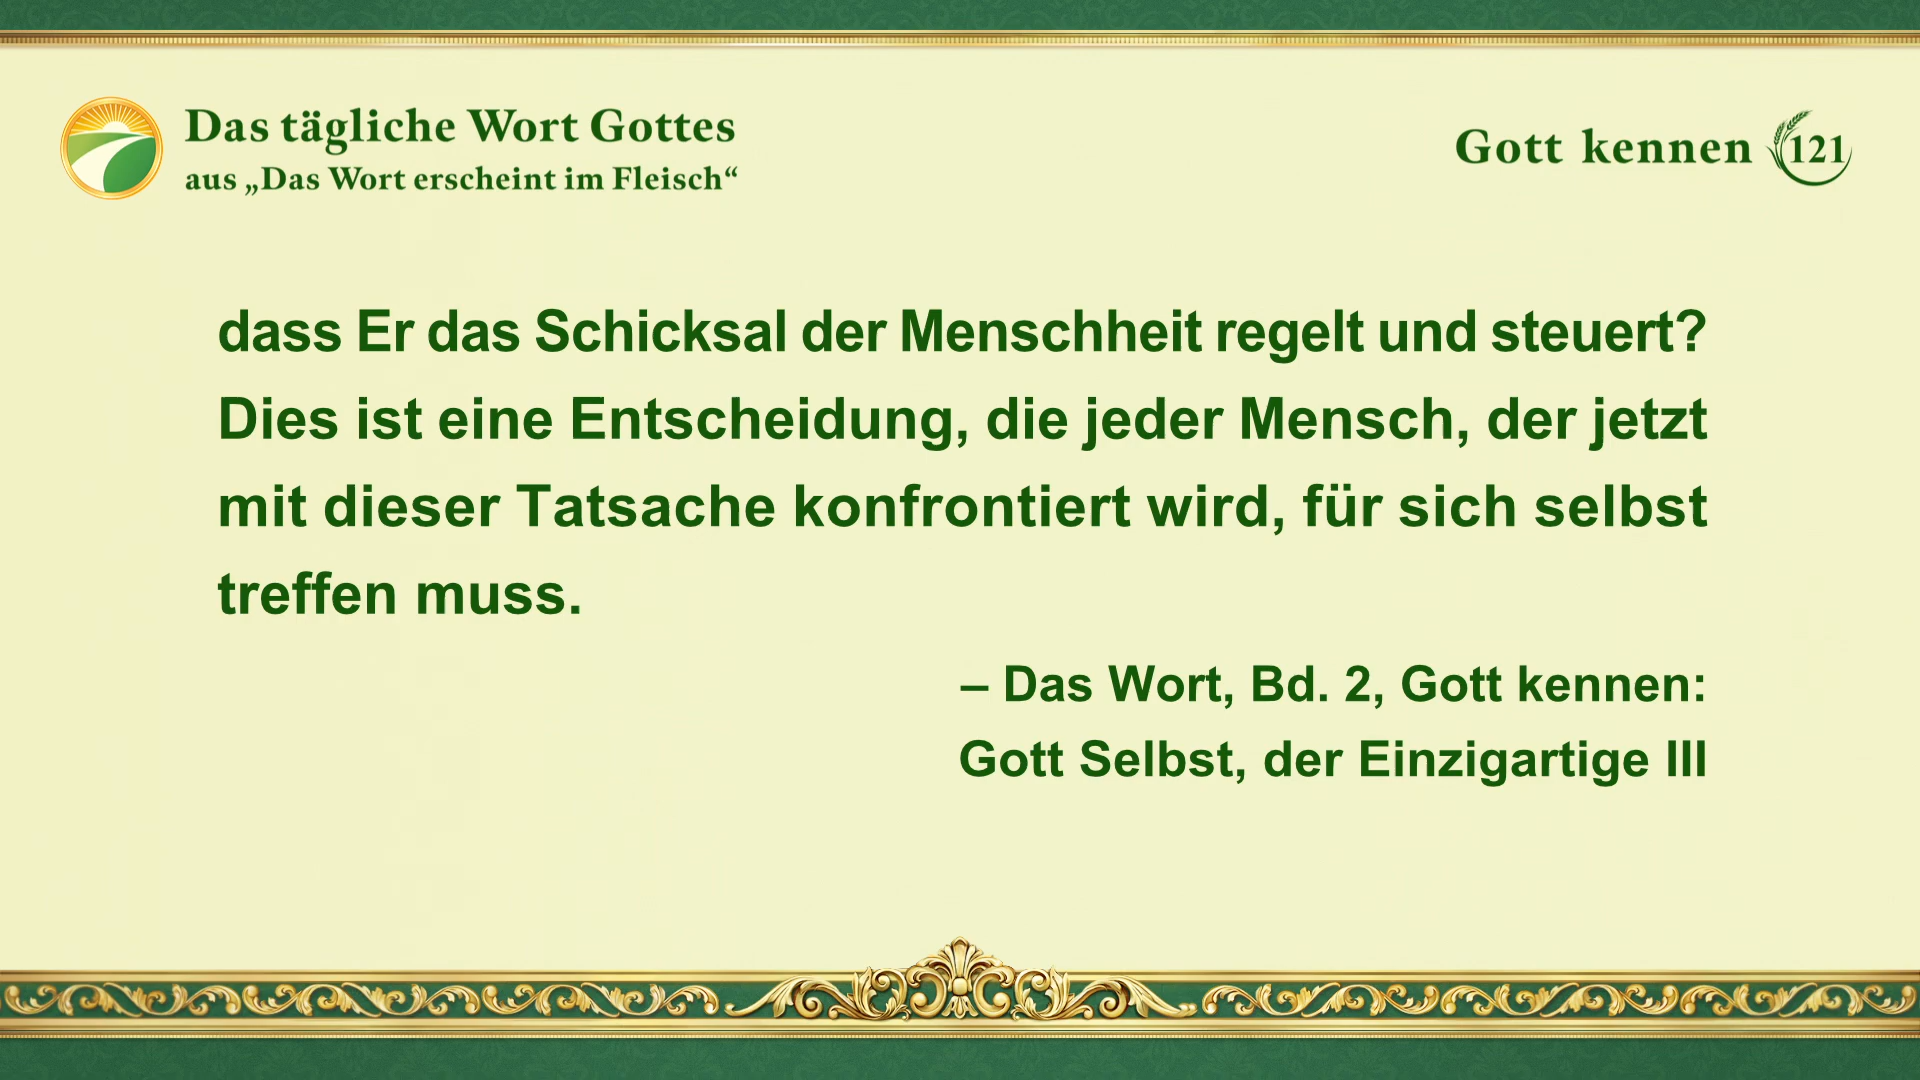 Das tägliche Wort Gottes
aus „Das Wort erscheint im Fleisch“
Gott kennen 121
dass Er das Schicksal der Menschheit regelt und steuert?
Dies ist eine Entscheidung, die jeder Mensch, der jetzt
mit dieser Tatsache konfrontiert wird, für sich selbst
treffen muss.
– Das Wort, Bd. 2, Gott kennen:
Gott Selbst, der Einzigartige III